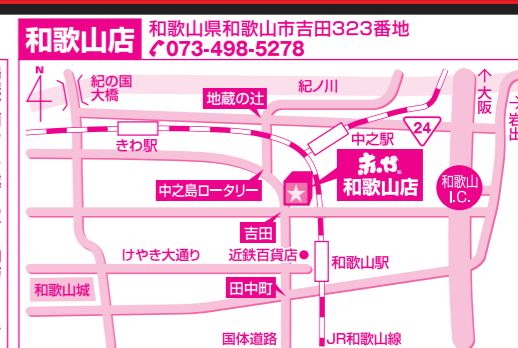 和歌山店
和歌山県和歌山市吉田323番地
073-498-5278
N
紀の国
大橋
地蔵の辻
紀ノ川
大阪
岩出
きわ駅
中之駅
24
中之島ロータリー
和歌山店
和歌山
I.C.
吉田
けやき大通り
近鉄百貨店
和歌山駅
和歌山城
田中町
国体道路
JR和歌山線